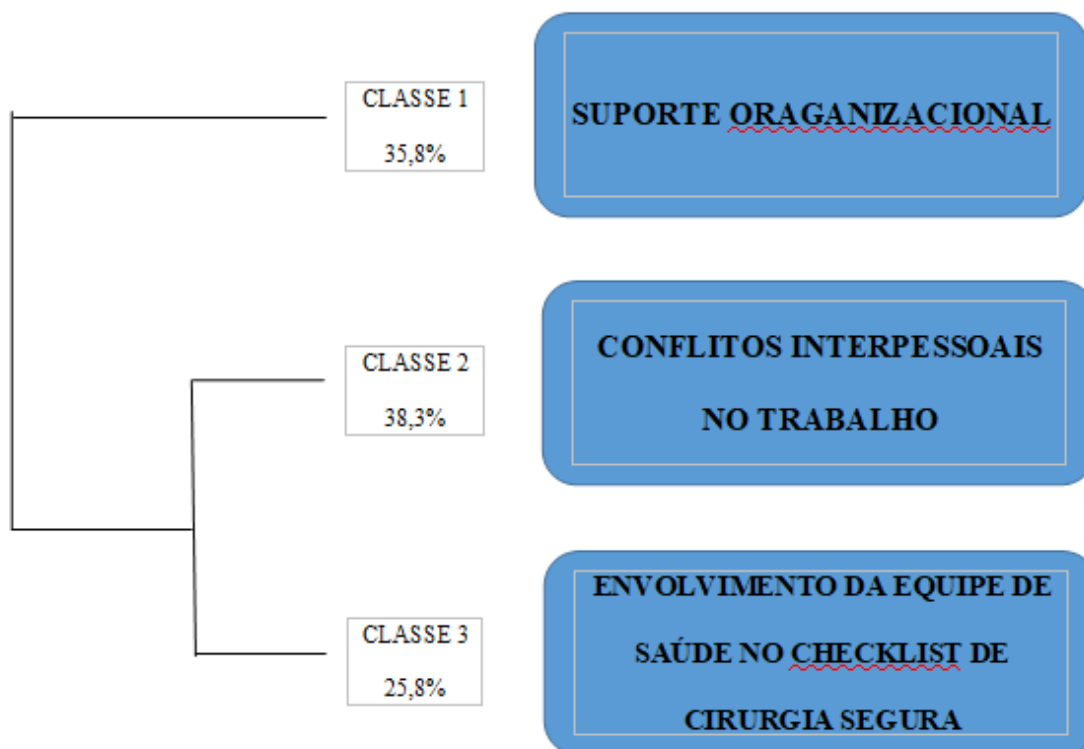 CLASSE 1
35,8%
SUPORTE ORAGANIZACIONAL
CLASSE 2
38,3%
CONFLITOS INTERPESSOAIS
NO TRABALHO
CLASSE 3
25,8%
ENVOLVIMENTO DA EQUIPE DE
SAÚDE NO CHECKLIST DE
CIRURGIA SEGURA